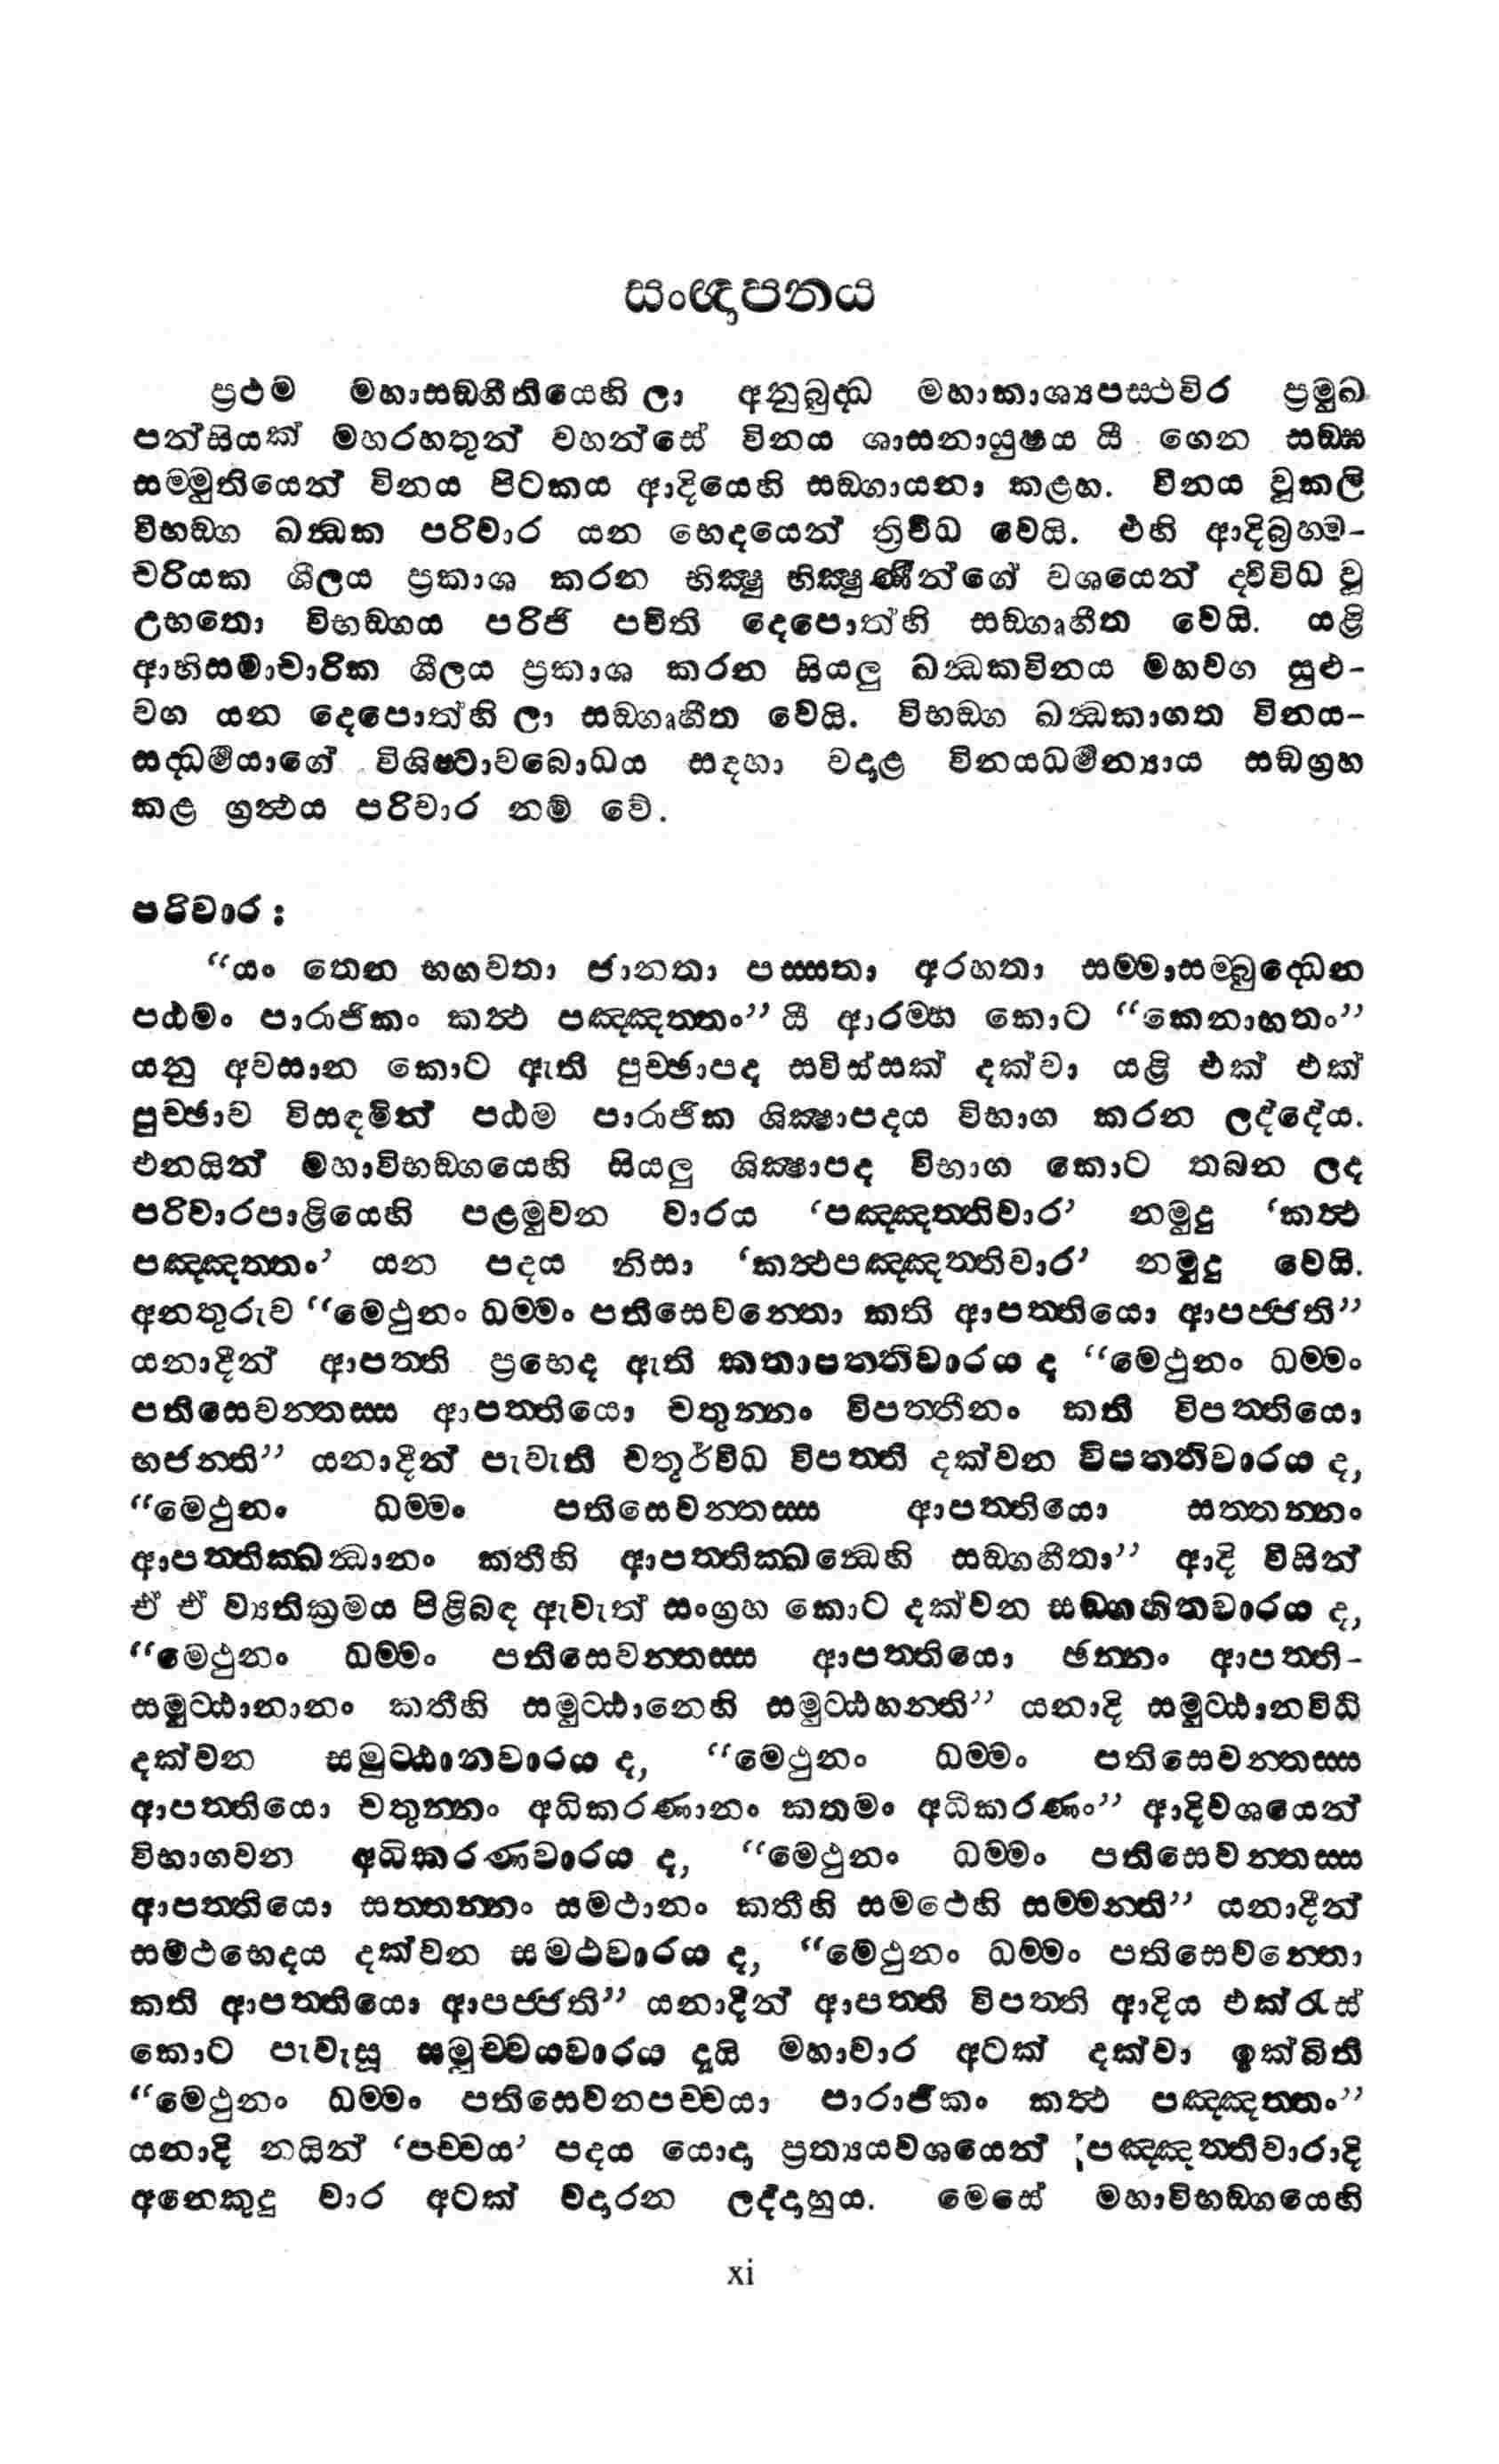 සංඥාපනය
ප්‍රථම මහාසඞ්ගීතියෙහි ලා අනුබුද්ධ මහාකාශ්‍යපස්ථවිර ප්‍රමුඛ
පන්සියක් මහරහතුන් වහන්සේ විනය ශාසනායුෂය යී ගෙන සඞ්ඝ
සම්මුතියෙන් විනය පිටකය ආදියෙහි සඞ්ගායනා කළහ. විනය වූකලි
විභඞ්ග ඛන්ධක පරිවාර යන භෙදයෙන් ත්‍රිවිධ වෙයි. එහි ආදිබ්‍රහ්ම-
චරියක ශීලය ප්‍රකාශ කරන භික්ෂු භික්ෂුණීන්ගේ වශයෙන් ද්විවිධ වූ
උභතො විභඞ්ගය පරිජි පචිති දෙපොත්හි සඞ්ගෘහීත වෙයි. යළි
ආභිසමාචාරික ශීලය ප්‍රකාශ කරන සියලු ඛන්ධකවිනය මහවග සුළු-
වග යන දෙපොත්හි ලා සඞ්ගෘහීත වෙයි. විභඞ්ග ඛන්ධකාගත විනය-
සද්ධර්මයාගේ විශිෂ්ටාවබොධය සදහා වදාළ විනයධර්මන්‍යාය සඞ්ග්‍රහ
කළ ග්‍රන්ථය පරිවාර නම් වේ.
පරිවාර :
“යං තෙන භගවතා ජානතා පස්සතා අරහතා සම්මාසම්බුද්ධෙන
පඨමං පාරාජිකං කත්ථ පඤ්ඤත්තං” යී ආරම්භ කොට “කෙනාභතං”
යනු අවසාන කොට ඇති පුච්ඡාපද සවිස්සක් දක්වා යළි එක් එක්
පුච්ඡාව විසඳමින් පඨම පාරාජික ශික්ෂාපදය විභාග කරන ලද්දේය.
එනයින් මහාවිභඞ්ගයෙහි සියලු ශික්ෂාපද විභාග කොට තබන ලද
පරිවාරපාළියෙහි පළමුවන වාරය ‘පඤ්ඤත්තිවාර’ නමුදු ‘කත්ථ
පඤ්ඤත්තං’ යන පදය නිසා ‘කත්ථපඤ්ඤත්තිවාර’ නමුදු වෙයි.
අනතුරුව “මෙථුනං ධම්මං පතිසෙවන්තො කති ආපත්තියො ආපජ්ජති”
යනාදීන් ආපත්ති ප්‍රභෙද ඇති කතාපත්තිවාරය ද “මෙථුනං ධම්මං
පතිසෙවන්තස්ස ආපත්තියො චතුන්නං විපත්තීනං කති විපත්තියො
භජන්ති” යනාදීන් පැවැති චතුර්විධ විපත්ති දක්වන විපත්තිවාරය ද,
“මෙථුනං ධම්මං පතිසෙවන්තස්ස ආපත්තියො සත්තන්නං
ආපත්තික්ඛන්ධානං කතීහි ආපත්තික්ඛන්ධෙහි සඞ්ගහීතා” ආදි විසින්
ඒ ඒ ව්‍යතික්‍රමය පිළිබඳ ඇවැත් සංග්‍රහ කොට දක්වන සඞ්ගහිතවාරය ද,
“මෙථුනං ධම්මං පතිසෙවන්තස්ස ආපත්තියො ඡන්නං ආපත්ති-
සමුට්ඨානානං කතීහි සමුට්ඨානෙහි සමුට්ඨහන්ති” යනාදි සමුට්ඨානවිධි
දක්වන සමුට්ඨානවාරය ද, “මෙථුනං ධම්මං පතිසෙවන්තස්ස
ආපත්තියො චතුන්නං අධිකරණානං කතමං අධිකරණං” ආදිවශයෙන්
විභාගවන අධිකරණවාරය ද, “මෙථුනං ධම්මං පතිසෙවන්තස්ස
ආපත්තියො සත්තන්නං සමථානං කතීහි සමථෙහි සම්මන්ති” යනාදීන්
සමථභෙදය දක්වන සමථවාරය ද, “මෙථුනං ධම්මං පතිසෙවන්තො
කති ආපත්තියො ආපජ්ජති” යනාදීන් ආපත්ති විපත්ති ආදිය එක්රැස්
කොට පැවැසූ සමුච්චයවාරය දැයි මහාවාර අටක් දක්වා ඉක්බිති
“මෙථුනං ධම්මං පතිසෙවනපච්චයා පාරාජිකං කත්ථ පඤ්ඤත්තං”
යනාදි නයින් ‘පච්චය’ පදය යොදා ප්‍රත්‍යයවශයෙන් ‘පඤ්ඤත්තිවාරාදි
අනෙකුදු වාර අටක් වදාරන ලද්දාහුය. මෙසේ මහාවිභඞ්ගයෙහි
xi